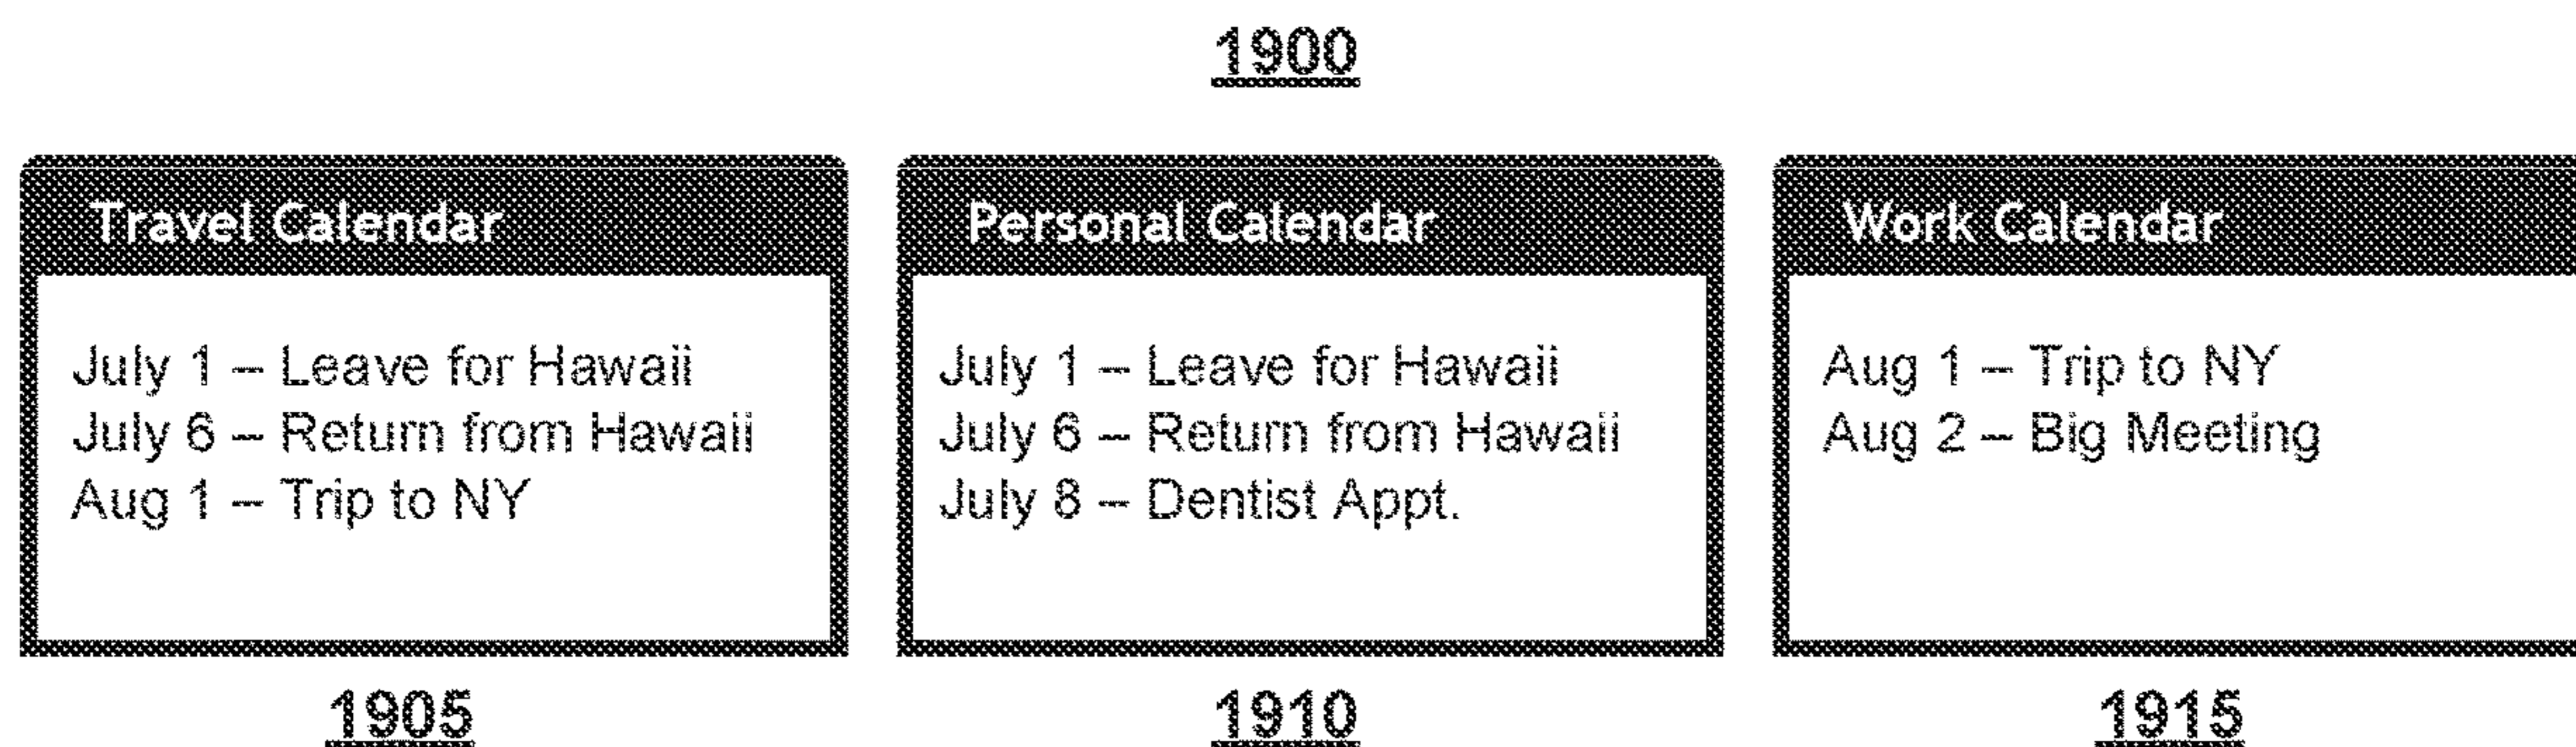 1900
Travel Calendar
July 1 – Leave for Hawaii
July 6 – Return from Hawaii
Aug 1 – Trip to NY
1905
Personal Calendar
July 1 – Leave for Hawaii
July 6 – Return from Hawaii
July 8 – Dentist Appt.
1910
Work Calendar
Aug 1 – Trip to NY
Aug 2 – Big Meeting
1915